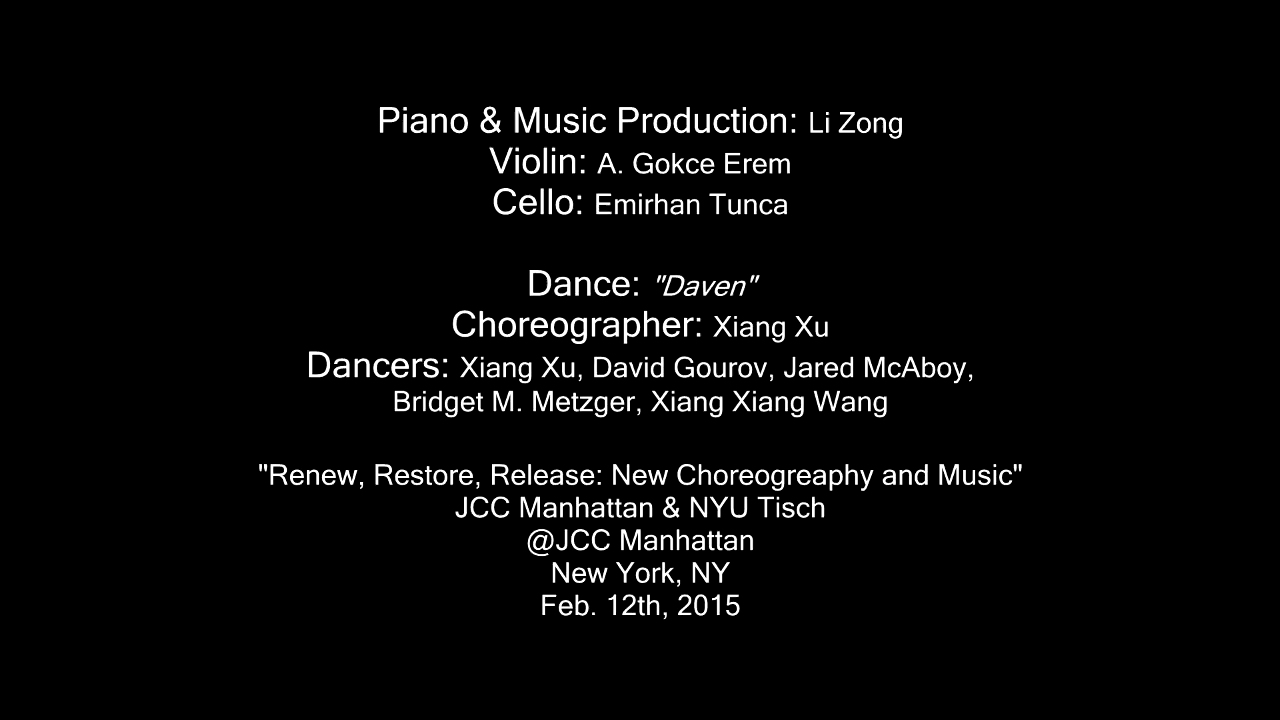 Piano & Music Production: Li Zong
Violin: A. Gokce Erem
Cello: Emirhan Tunca
Dance: "Daven"
Choreographer: Xiang Xu
Dancers: Xiang Xu, David Gourov, Jared McAboy,
Bridget M. Metzger, Xiang Xiang Wang
"Renew, Restore, Release: New Choreogreaphy and Music"
JCC Manhattan & NYU Tisch
@JCC Manhattan
New York, NY
Feb. 12th, 2015